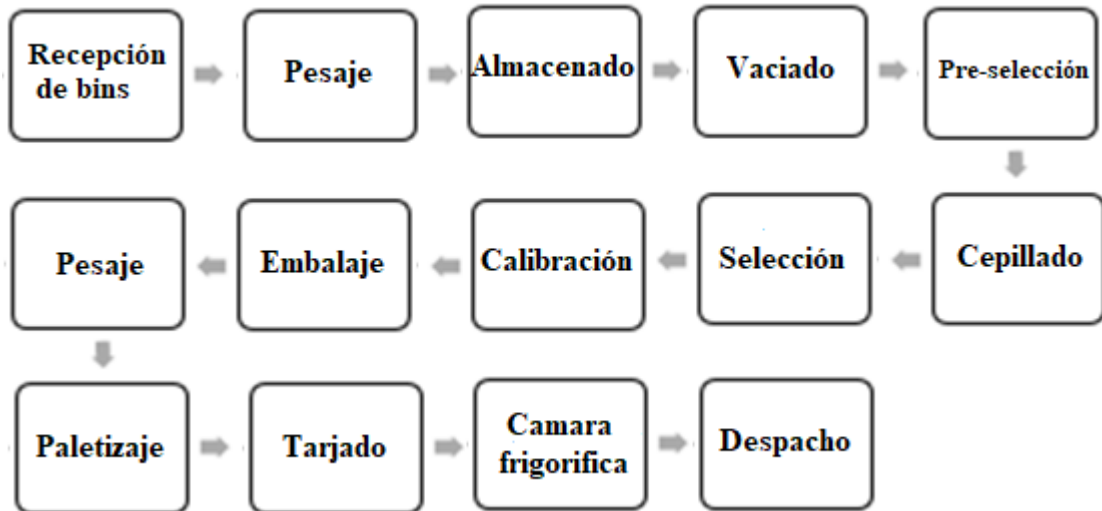 Recepción
de bins
Pesaje
Almacenado
Vaciado
Pre-selección
Cepillado
Selección
Calibración
Embalaje
Pesaje
Paletizaje
Tarjado
Camara
frigorifica
Despacho